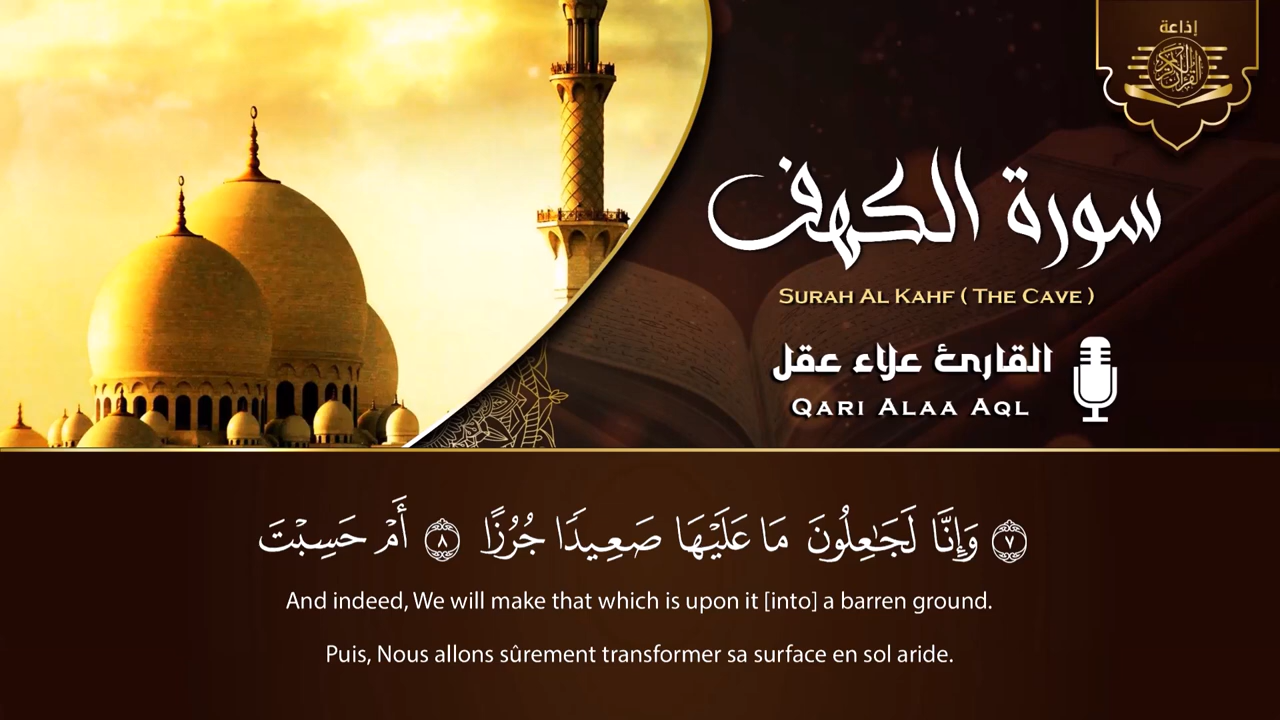 إذاعة
القرآن الكريم
سورة الكهف
SURAH AL KAHF ( THE CAVE )
القارئ علاء عقل
QARI ALAA AQL
٧ وَإِنَّا لَجَٰعِلُونَ مَا عَلَيْهَا صَعِيدٗا جُرُزًا ٨ أَمْ حَسِبْتَ
And indeed, We will make that which is upon it [into] a barren ground.
Puis, Nous allons sûrement transformer sa surface en sol aride.